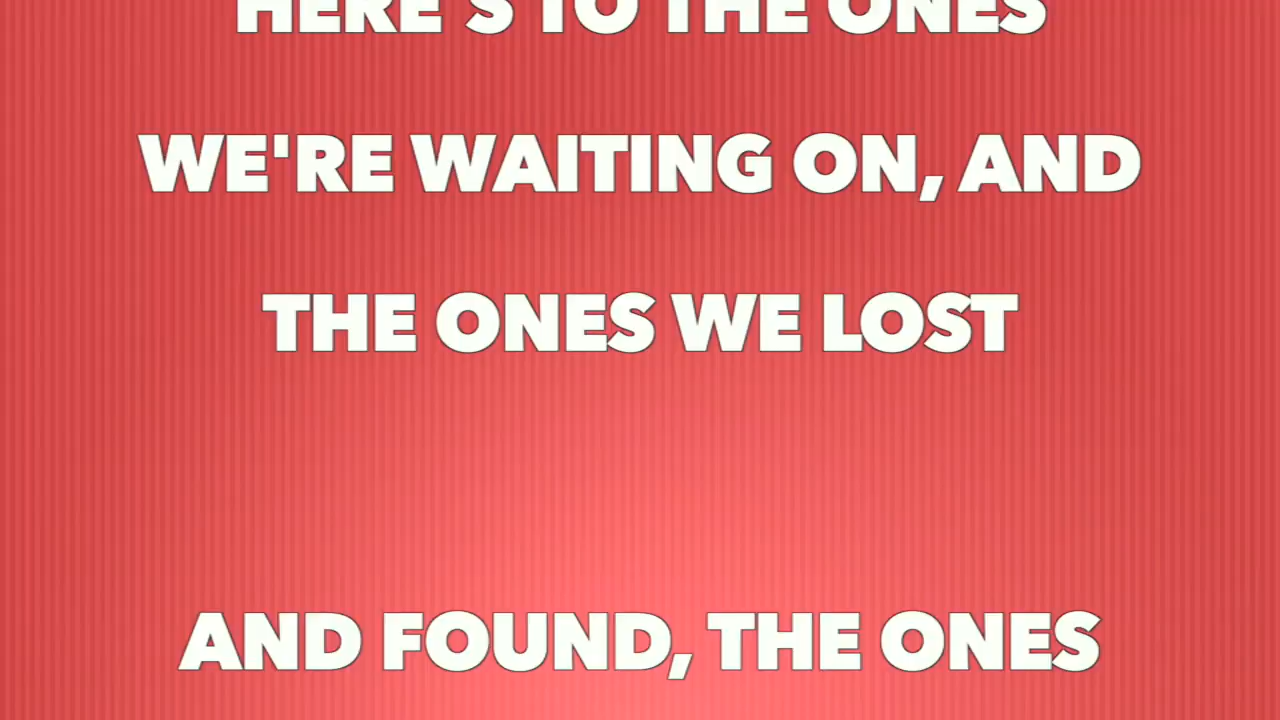 HERE'S TO THE ONES
WE'RE WAITING ON, AND
THE ONES WE LOST
AND FOUND, THE ONES